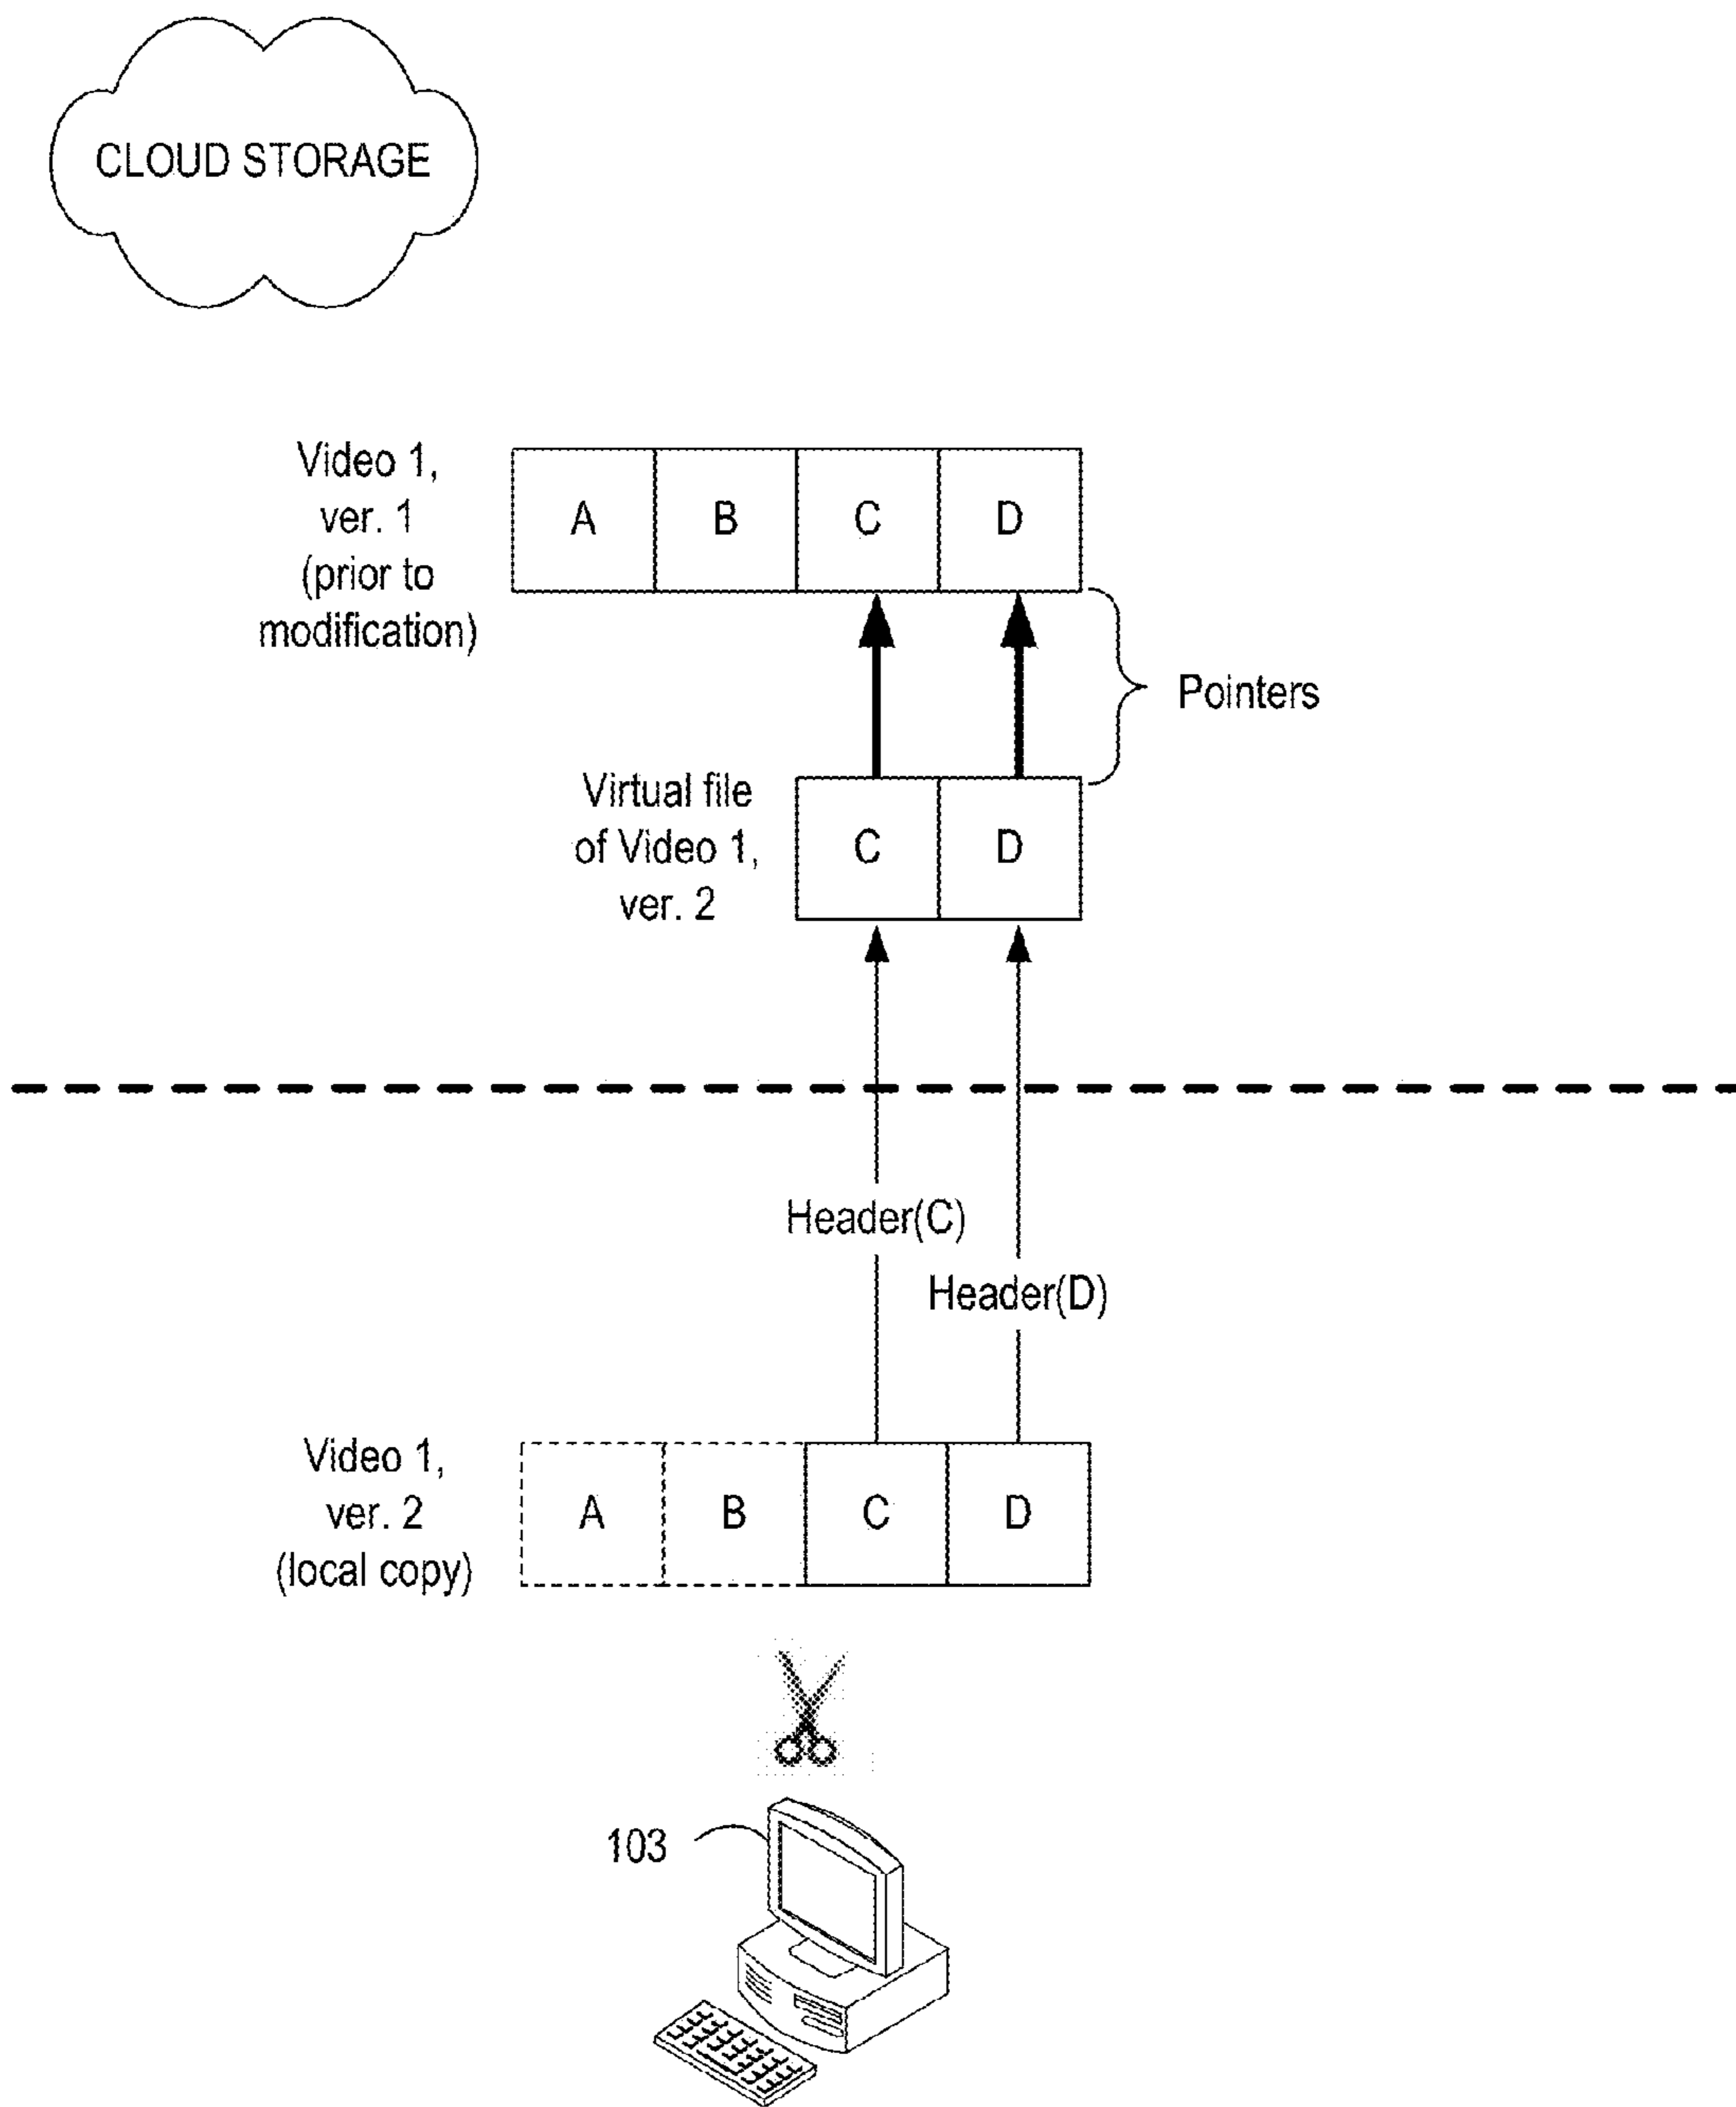 CLOUD STORAGE
Video 1,
ver. 1
(prior to
modification)
A B C D
Pointers
Virtual file
of Video 1,
ver. 2
C D
Header(C)
Header(D)
Video 1,
ver. 2
(local copy)
A B C D
103